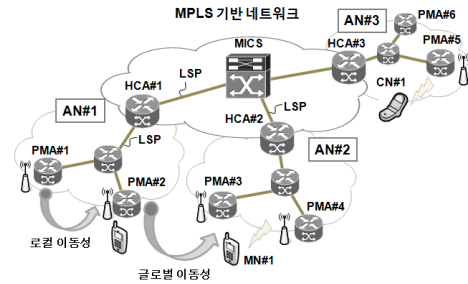 MPLS 기반 네트워크
AN#3
PMA#6
MICS
HCA#3
PMA#5
LSP
CN#1
HCA#1
LSP
AN#1
HCA#2
LSP
AN#2
PMA#1
PMA#2
PMA#3
PMA#4
로컬 이동성
MN#1
글로벌 이동성